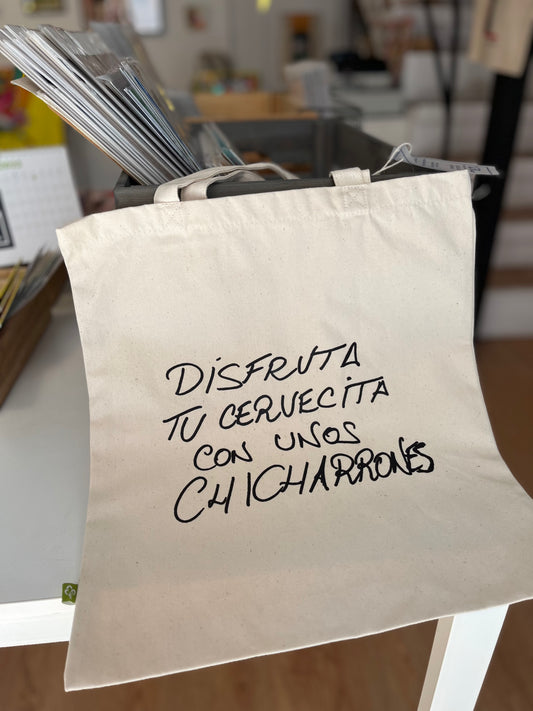 DISFRUTA
TU CERVECITA
CON UNOS
CHICHARRONES